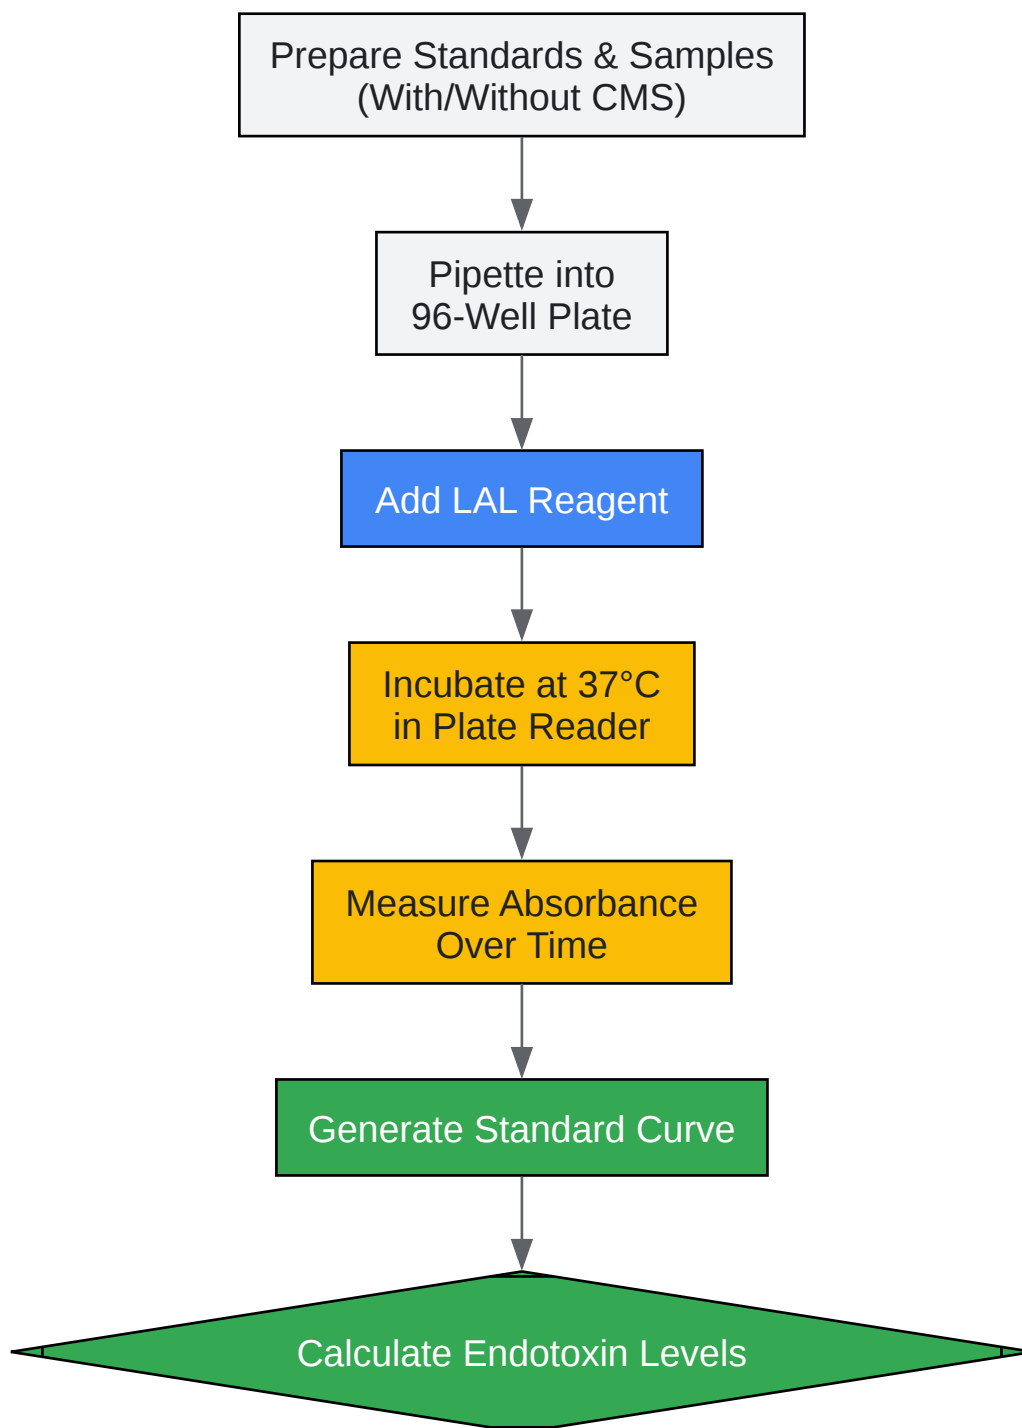 Prepare Standards & Samples
(With/Without CMS)
Pipette into
96-Well Plate
Add LAL Reagent
Incubate at 37°C
in Plate Reader
Measure Absorbance
Over Time
Generate Standard Curve
Calculate Endotoxin Levels